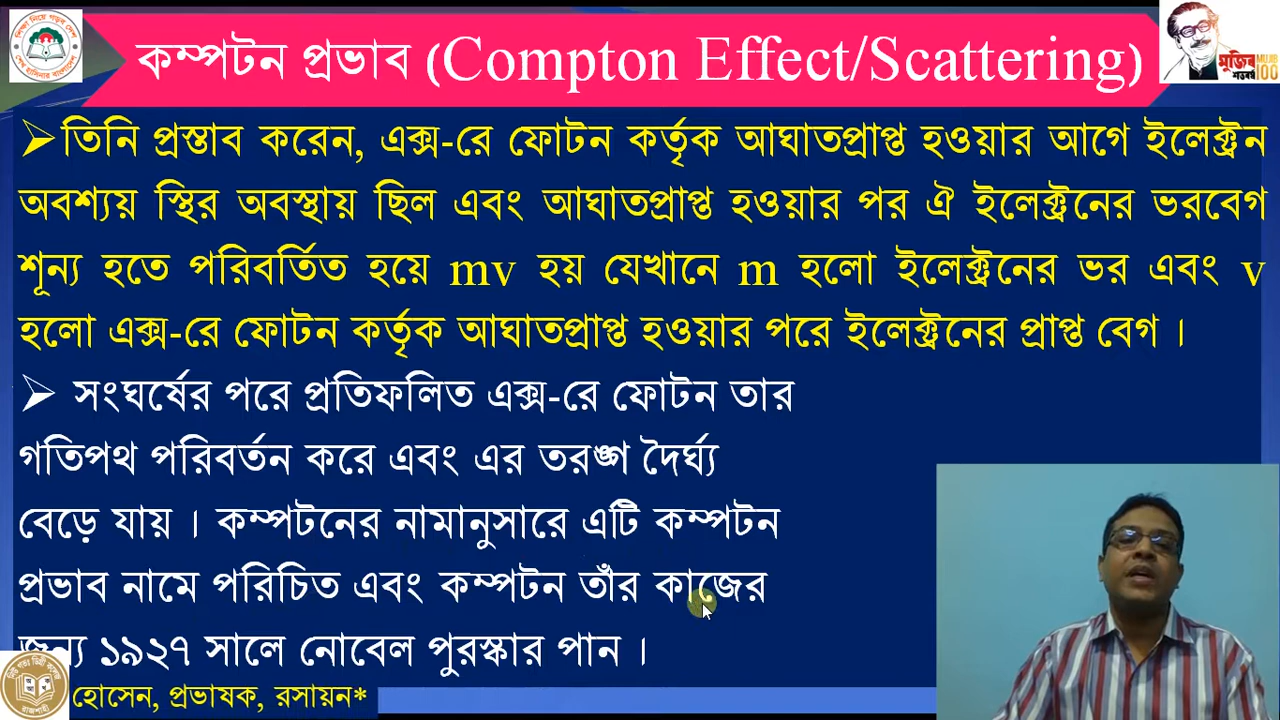 কম্পটন প্রভাব (Compton Effect/Scattering)
মুজিব MUJIB
শতবর্ষ 100
➢তিনি প্রস্তাব করেন, এক্স-রে ফোটন কর্তৃক আঘাতপ্রাপ্ত হওয়ার আগে ইলেক্ট্রন
অবশ্যয় স্থির অবস্থায় ছিল এবং আঘাতপ্রাপ্ত হওয়ার পর ঐ ইলেক্ট্রনের ভরবেগ
শূন্য হতে পরিবর্তিত হয়ে mv হয় যেখানে m হলো ইলেক্ট্রনের ভর এবং v
হলো এক্স-রে ফোটন কর্তৃক আঘাতপ্রাপ্ত হওয়ার পরে ইলেক্ট্রনের প্রাপ্ত বেগ ।
➢ সংঘর্ষের পরে প্রতিফলিত এক্স-রে ফোটন তার
গতিপথ পরিবর্তন করে এবং এর তরঙ্গ দৈর্ঘ্য
বেড়ে যায় । কম্পটনের নামানুসারে এটি কম্পটন
প্রভাব নামে পরিচিত এবং কম্পটন তাঁর কাজের
জন্য ১৯২৭ সালে নোবেল পুরস্কার পান ।
হোসেন, প্রভাষক, রসায়ন*